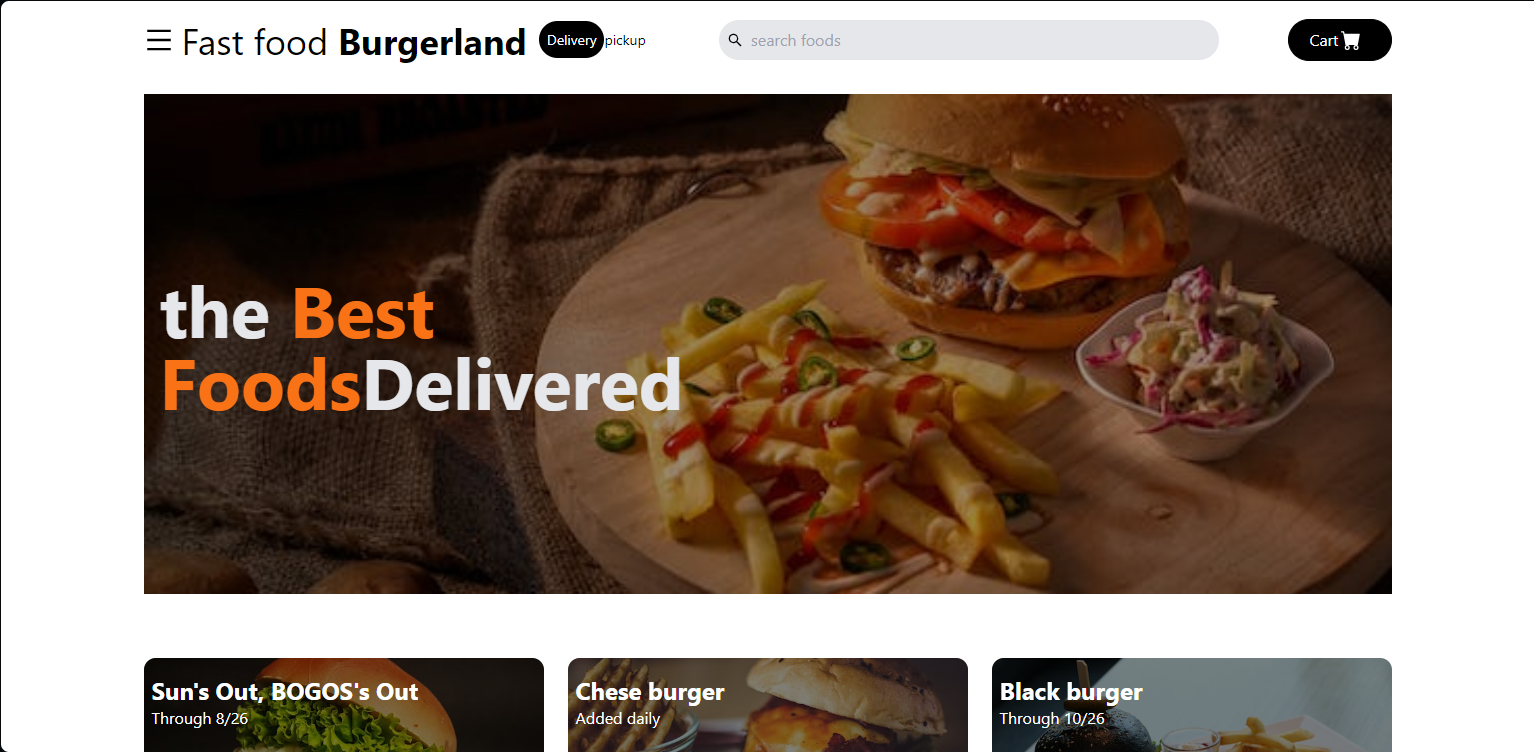 Fast food Burgerland
Delivery pickup
search foods
Cart
the Best
FoodsDelivered
Sun's Out, BOGOS's Out
Through 8/26
Chese burger
Added daily
Black burger
Through 10/26